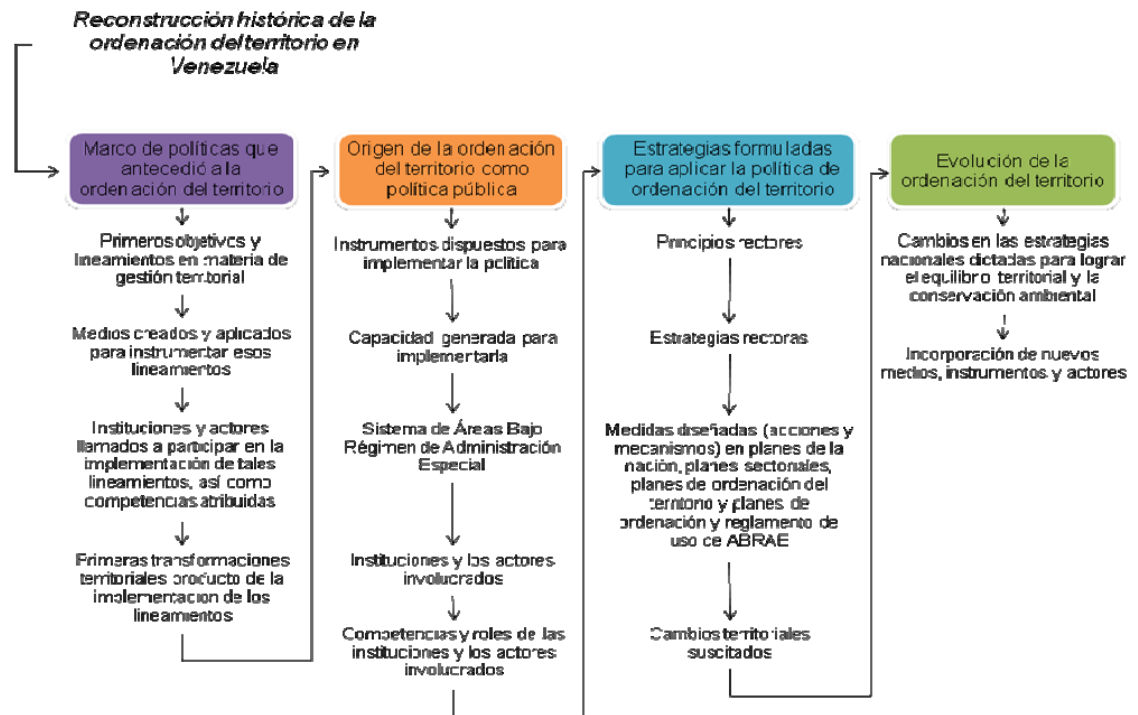 Reconstrucción histórica de la
ordenación del territorio en
Venezuela
Marco de políticas que
antecedió a la
ordenación del territorio
Primeros objetivos y
lineamientos en materia de
gestión territorial
Medios creados y aplicados
para instrumentar esos
lineamientos
Instituciones y actores
llamados a participar en la
implementación de tales
lineamientos, así como
competencias atribuidas
Primeras transformaciones
territoriales producto de la
implementación de los
lineamientos
Origen de la ordenación
del territorio como
política pública
Instrumentos dispuestos para
implementar la política
Capacidad generada para
implementarla
Sistema de Áreas Bajo
Régimen de Administración
Especial
Instituciones y los actores
involucrados
Competencias y roles de las
instituciones y los actores
involucrados
Estrategias formuladas
para aplicar la política de
ordenación del territorio
Principios rectores
Estrategias rectoras
Medidas diseñadas (acciones y
mecanismos) en planes de la
nación, planes sectoriales,
planes de ordenación del
territorio y planes de
ordenación y reglamento de
uso de ABRAE
Cambios territoriales
suscitados
Evolución de la
ordenación del territorio
Cambios en las estrategias
nacionales dictadas para lograr
el equilibro territorial y la
conservación ambiental
Incorporación de nuevos
medios, instrumentos y actores